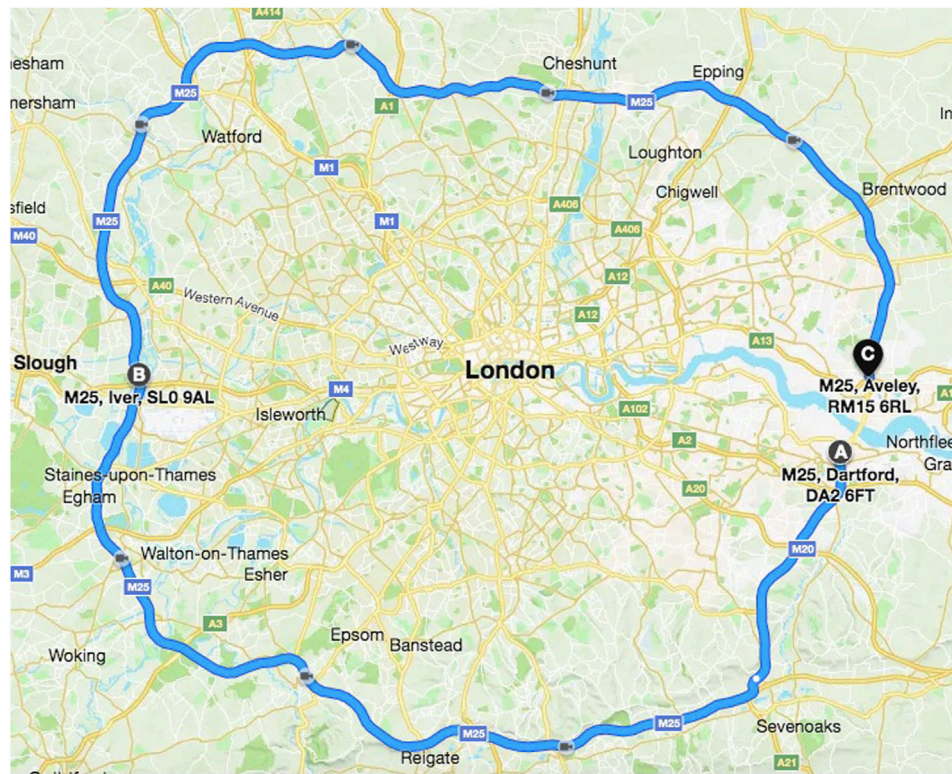 A414
nesham
Cheshunt
Epping
mersham
M25
M25
A1
Watford
M1
Loughton
Chigwell
Brentwood
In
sfield
M40
M25
M1
A406
A406
A12
A40
Western Avenue
A12
Westway
A13
Slough
B
M25, Iver, SL0 9AL
London
C
M25, Aveley,
RM15 6RL
M4
Isleworth
A102
A1
A2
Northflee
Gra
A
M25, Dartford,
DA2 6FT
Staines-upon-Thames
Egham
A20
Walton-on-Thames
Esher
M20
M3
M25
A3
Epsom
Banstead
Woking
M25
M25
Sevenoaks
Reigate
A21